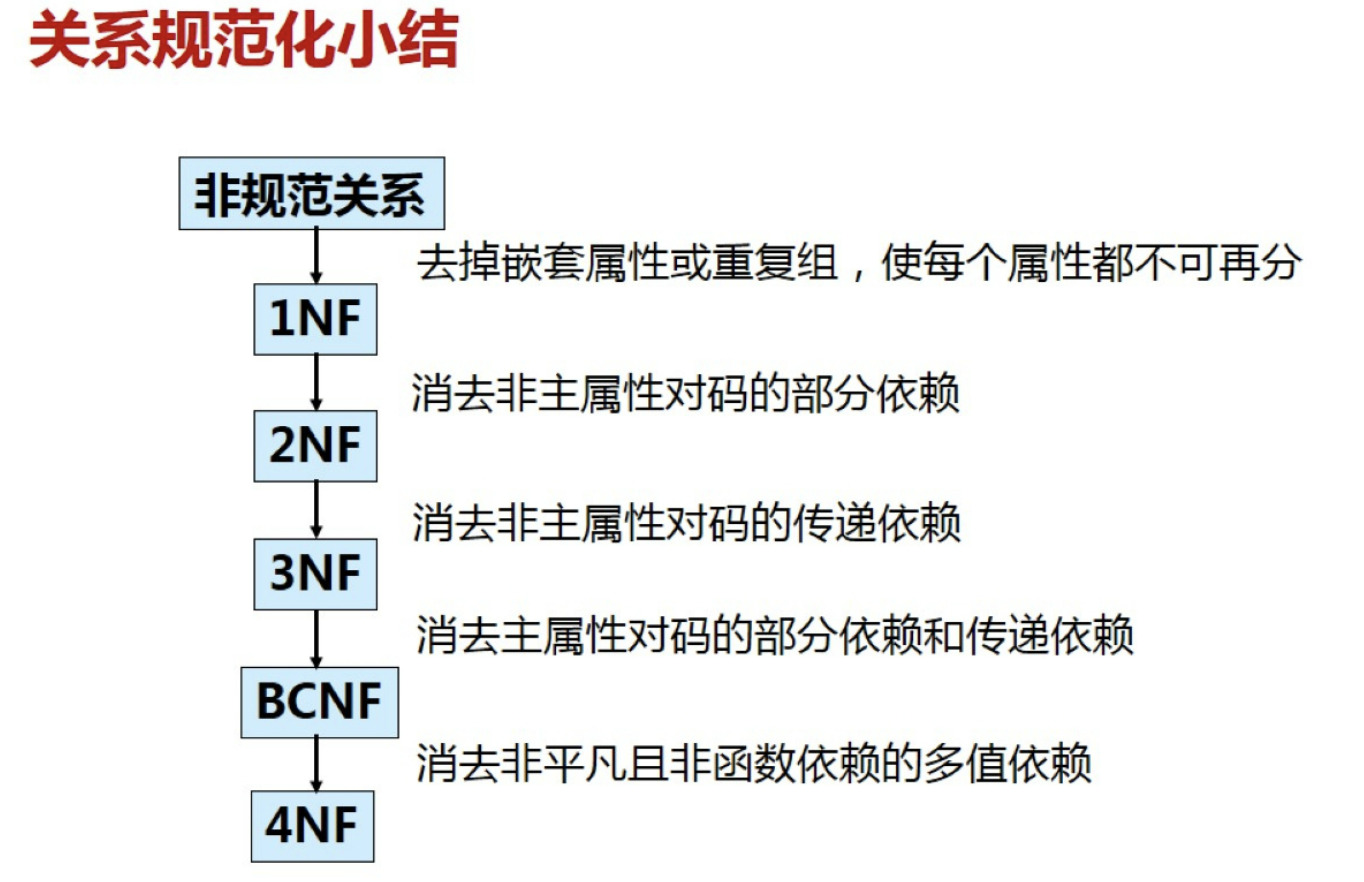 关系规范化小结
非规范关系
去掉嵌套属性或重复组，使每个属性都不可再分
1NF
消去非主属性对码的部分依赖
2NF
消去非主属性对码的传递依赖
3NF
消去主属性对码的部分依赖和传递依赖
BCNF
消去非平凡且非函数依赖的多值依赖
4NF